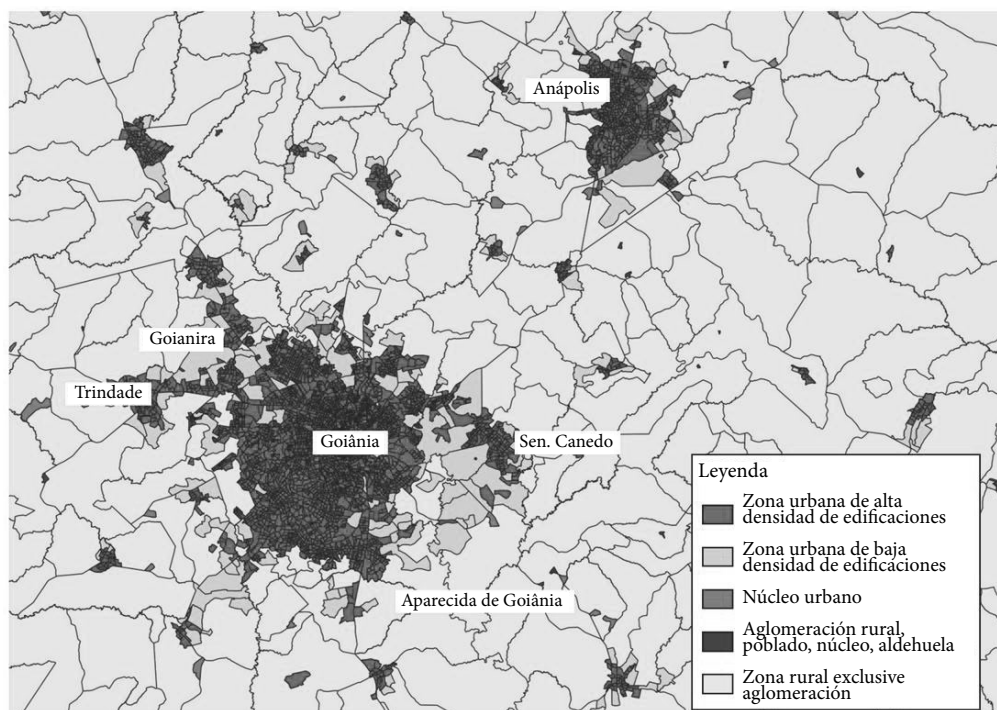 Anápolis
Goianira
Trindade
Goiânia
Sen. Canedo
Aparecida de Goiânia
Leyenda
Zona urbana de alta
densidad de edificaciones
Zona urbana de baja
densidad de edificaciones
Núcleo urbano
Aglomeración rural,
poblado, núcleo, aldehuela
Zona rural exclusive
aglomeración